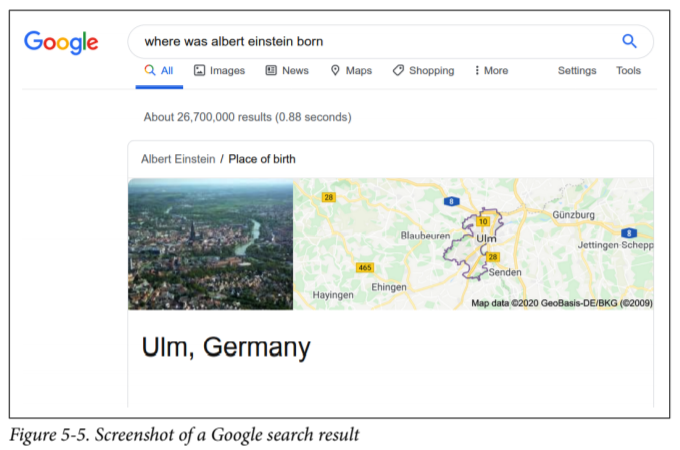 Google
where was albert einstein born
All Images News Maps Shopping More Settings Tools
About 26,700,000 results (0.88 seconds)
Albert Einstein / Place of birth
28
8
Günzburg
10
Blaubeuren
Ulm
8
Jettingen-Schepp
28
465
Senden
Ehingen
Hayingen
Map data ©2020 GeoBasis-DE/BKG (©2009)
Ulm, Germany
Figure 5-5. Screenshot of a Google search result